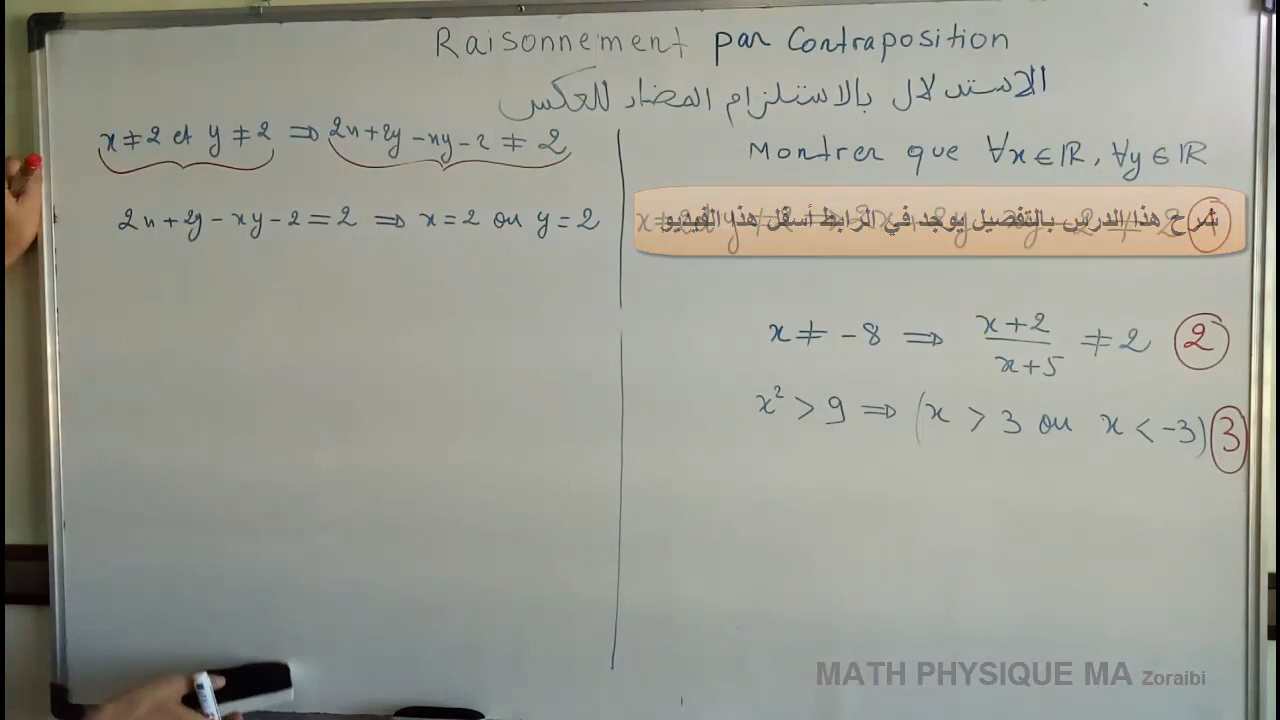 Raisonnement par Contraposition
الاستدلال بالاستلزام المضاد للعكس
x ≠ 2 et y ≠ 2 ⇒ 2x+2y-xy-2 ≠ 2
2x+2y-xy-2=2 ⇒ x=2 ou y=2
Montrer que ∀x∈ℝ, ∀y∈ℝ
شرح هذا الدرس بالتفصيل يوجد في الرابط أسفل هذا الفيديو
1
x ≠ -8 ⇒ (x+2)/(x+5) ≠ 2 2
x² > 9 ⇒ (x > 3 ou x < -3) 3
MATH PHYSIQUE MA Zoraibi